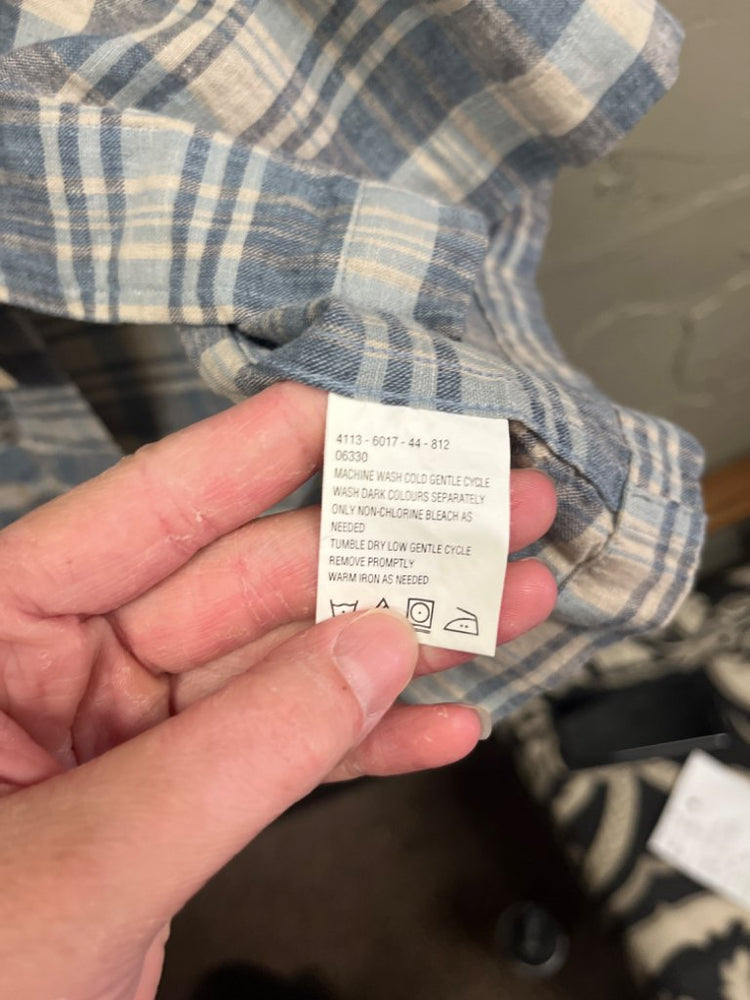 4113 - 6017 - 44 - 812
06330
MACHINE WASH COLD GENTLE CYCLE
WASH DARK COLOURS SEPARATELY
ONLY NON-CHLORINE BLEACH AS
NEEDED
TUMBLE DRY LOW GENTLE CYCLE
REMOVE PROMPTLY
WARM IRON AS NEEDED